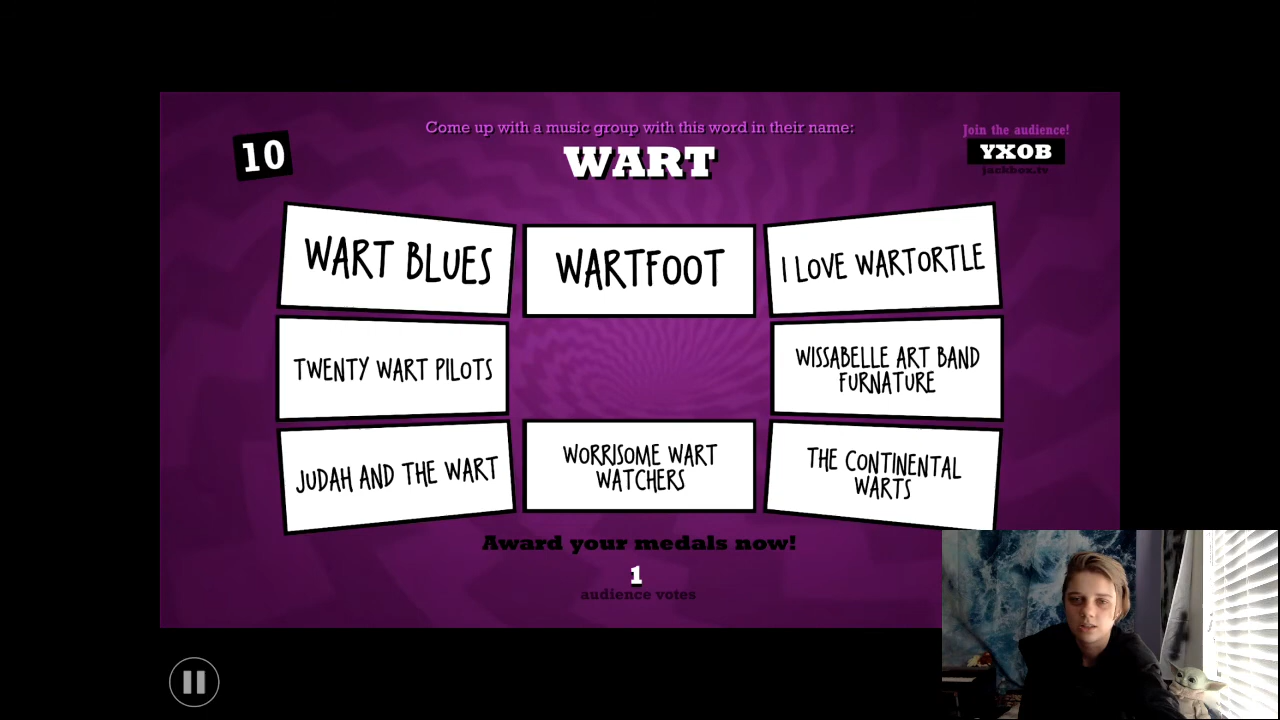 Come up with a music group with this word in their name:
WART
10
Join the audience!
YXOB
jackbox.tv
WART BLUES
WARTFOOT
I LOVE WARTORTLE
TWENTY WART PILOTS
WISSABELLE ART BAND
FURNATURE
JUDAH AND THE WART
WORRISOME WART
WATCHERS
THE CONTINENTAL
WARTS
Award your medals now!
1
audience votes